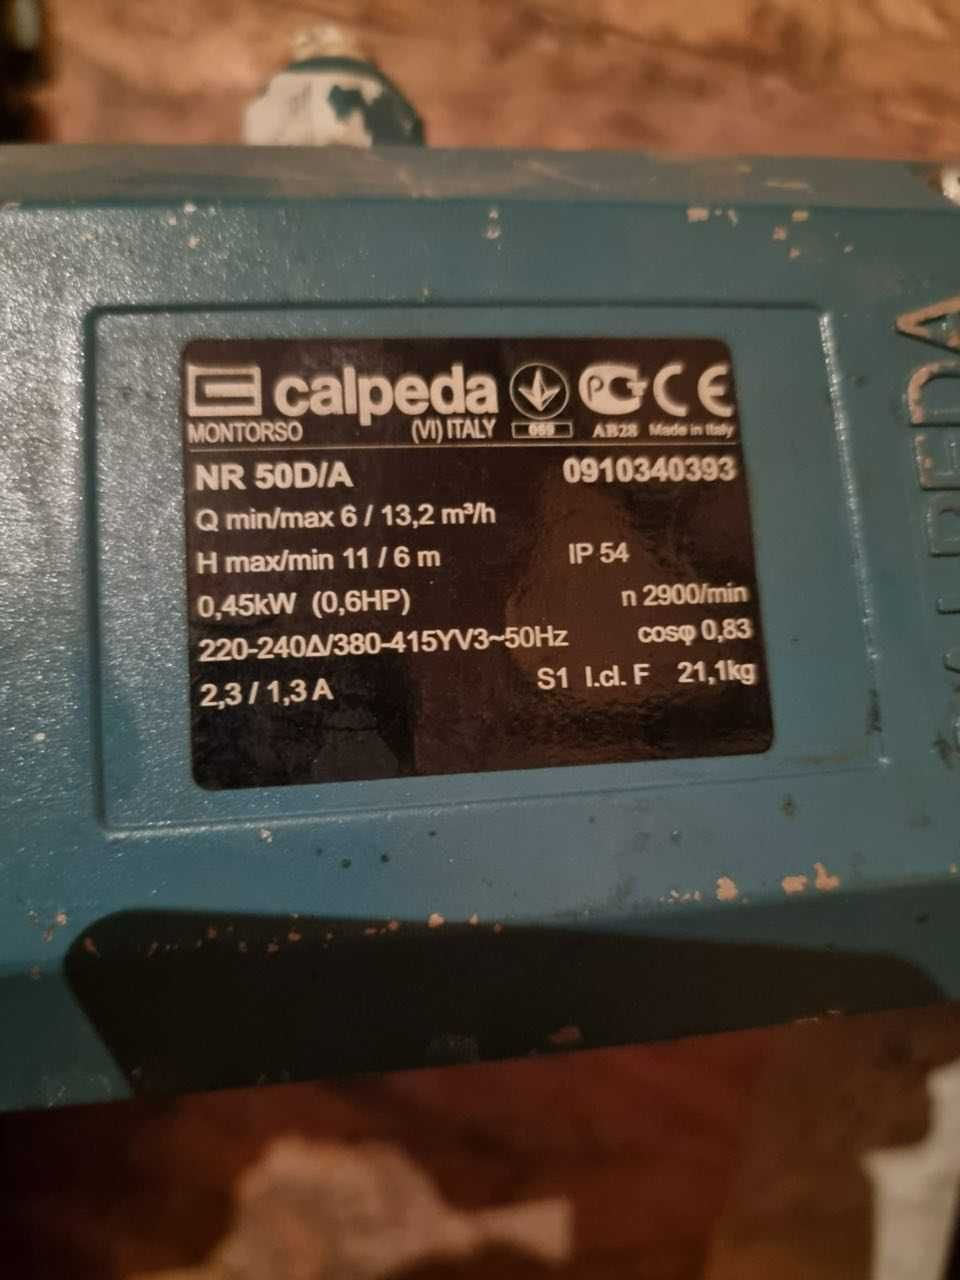 calpeda
MONTORSO (VI) ITALY
AB28 Made in Italy
NR 50D/A 0910340393
Q min/max 6 / 13,2 m³/h
H max/min 11 / 6 m IP 54
0,45kW (0,6HP) n 2900/min
220-240Δ/380-415YV3~50Hz cosφ 0,83
2,3 / 1,3 A S1 I.cl. F 21,1kg
CALPEDA